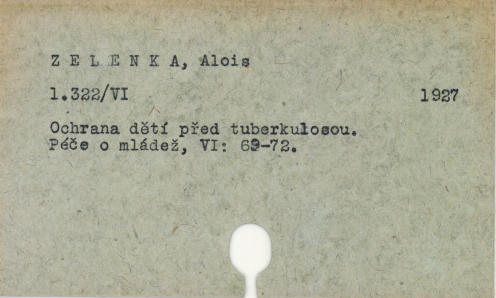 Z E L E N K A, Alois
1.322/VI 1927
Ochrana dětí před tuberkulosou.
Péče o mládež, VI: 69-72.